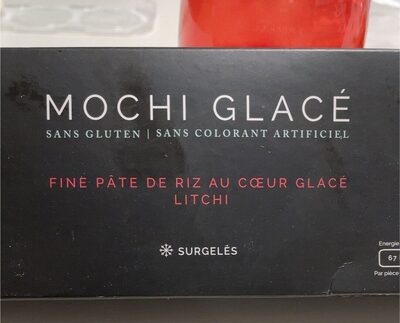 MOCHI GLACÉ
SANS GLUTEN | SANS COLORANT ARTIFICIEL
FINE PÂTE DE RIZ AU CŒUR GLACÉ
LITCHI
SURGELÉS
Energie
67
Par pièce